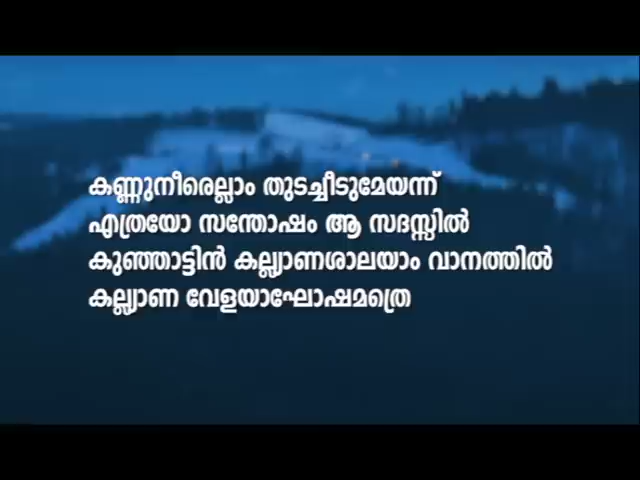 കണ്ണുനീരെല്ലാം തുടച്ചീടുമേയന്ന്
എത്രയോ സന്തോഷം ആ സദസ്സിൽ
കുഞ്ഞാട്ടിൻ കല്ല്യാണശാലയാം വാനത്തിൽ
കല്ല്യാണ വേളയാഘോഷമത്രെ